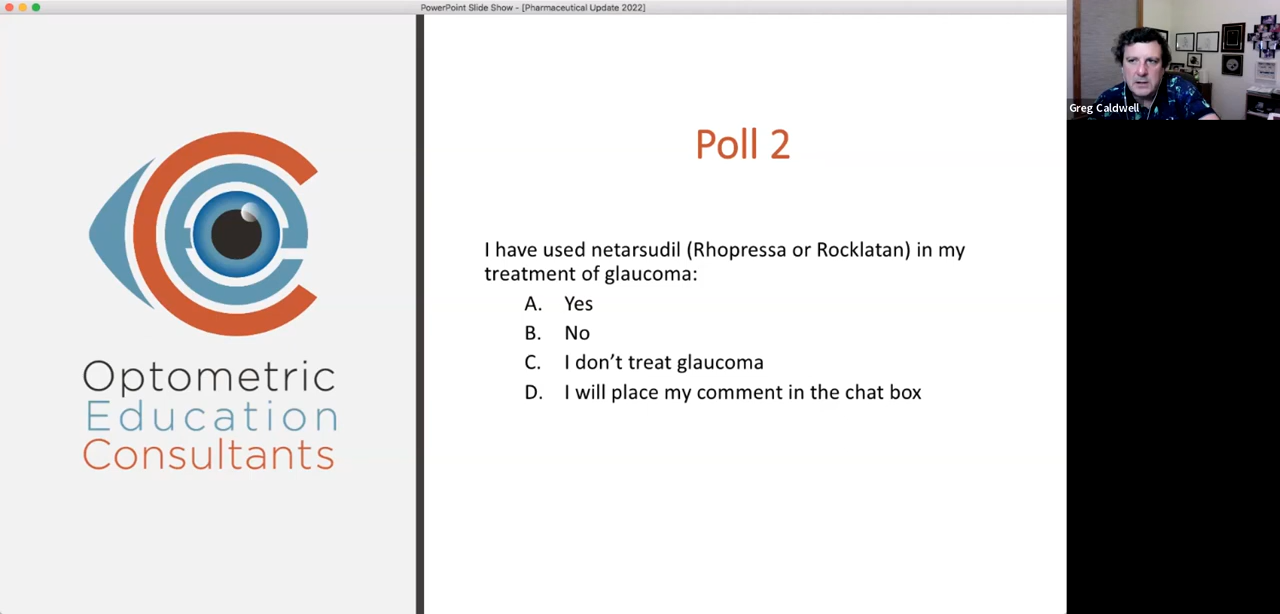 PowerPoint Slide Show - [Pharmaceutical Update 2022]
Greg Caldwell
Poll 2
I have used netarsudil (Rhopressa or Rocklatan) in my
treatment of glaucoma:
A. Yes
B. No
C. I don’t treat glaucoma
D. I will place my comment in the chat box
Optometric
Education
Consultants